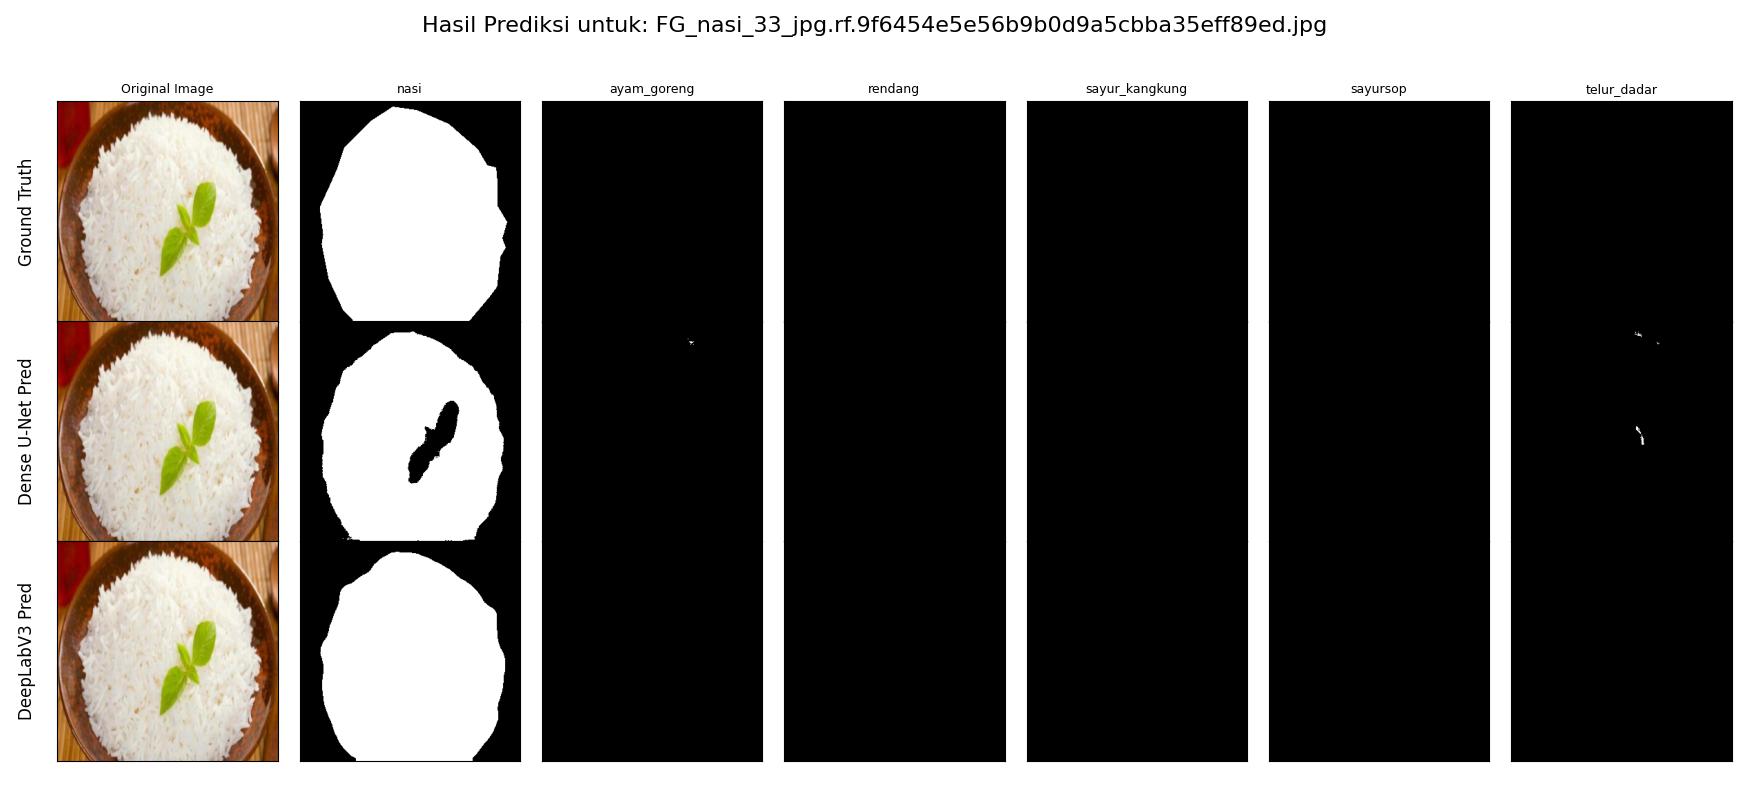 Hasil Prediksi untuk: FG_nasi_33_jpg.rf.9f6454e5e56b9b0d9a5cbba35eff89ed.jpg
Original Image
nasi
ayam_goreng
rendang
sayur_kangkung
sayursop
telur_dadar
Ground Truth
Dense U-Net Pred
DeepLabV3 Pred